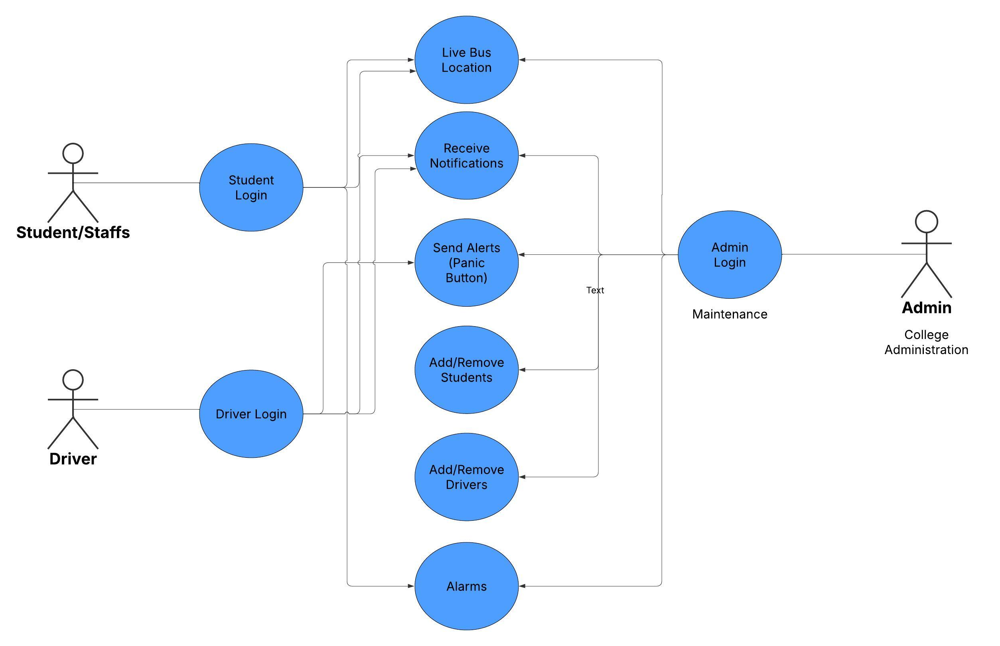 Live Bus
Location
Receive
Notifications
Student
Login
Student/Staffs
Send Alerts
(Panic
Button)
Admin
Login
Text
Maintenance
Admin
College
Administration
Add/Remove
Students
Driver Login
Driver
Add/Remove
Drivers
Alarms